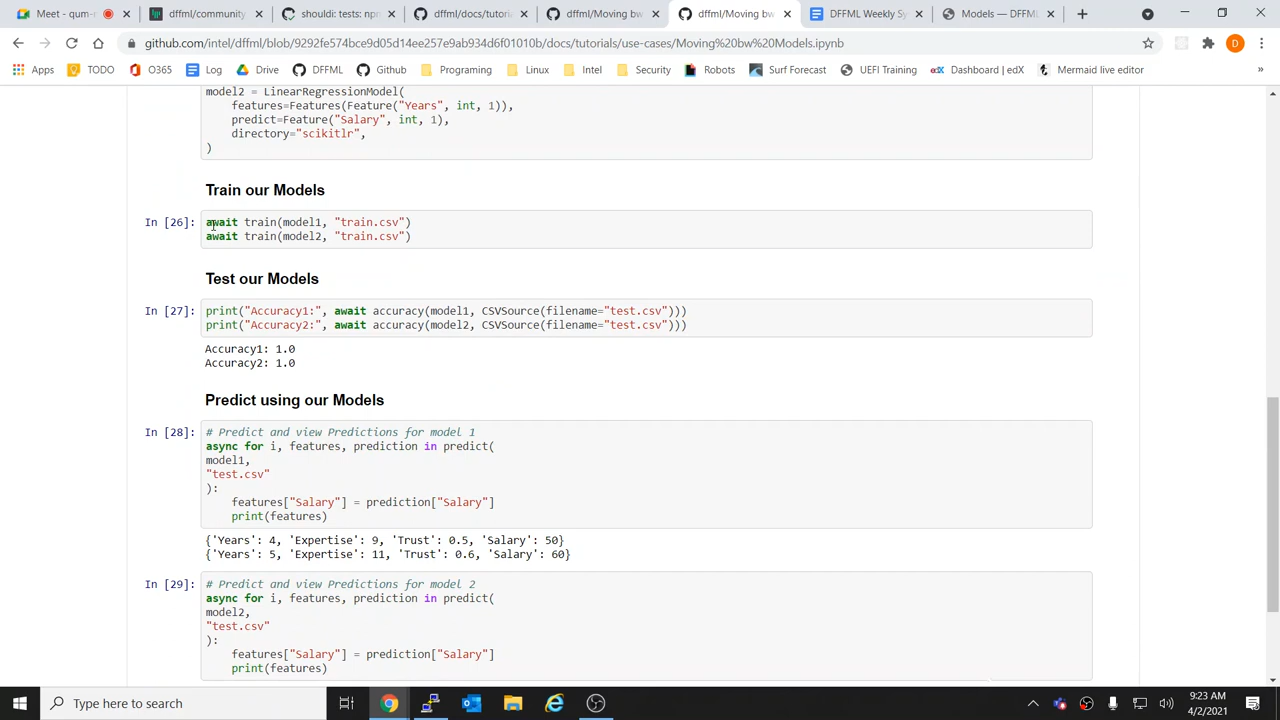 Meet - qum-
dffml/community
shouldi: tests: npm
dffml/docs/tutoria
dffml/Moving bw
dffml/Moving bw
DFFML Weekly Sy
Models — DFFML
github.com/intel/dffml/blob/9292fe574bce9d05d14ee257e9ab93d6f01010b/docs/tutorials/use-cases/Moving%20bw%20Models.ipynb
Apps
TODO
O365
Log
Drive
DFFML
Github
Programing
Linux
Intel
Security
Robots
Surf Forecast
UEFI Training
Dashboard | edX
Mermaid live editor
»
model2 = LinearRegressionModel(
features=Features(Feature("Years", int, 1)),
predict=Feature("Salary", int, 1),
directory="scikitlr",
)
Train our Models
In [26]:
await train(model1, "train.csv")
await train(model2, "train.csv")
Test our Models
In [27]:
print("Accuracy1:", await accuracy(model1, CSVSource(filename="test.csv")))
print("Accuracy2:", await accuracy(model2, CSVSource(filename="test.csv")))
Accuracy1: 1.0
Accuracy2: 1.0
Predict using our Models
In [28]:
# Predict and view Predictions for model 1
async for i, features, prediction in predict(
model1,
"test.csv"
):
features["Salary"] = prediction["Salary"]
print(features)
{'Years': 4, 'Expertise': 9, 'Trust': 0.5, 'Salary': 50}
{'Years': 5, 'Expertise': 11, 'Trust': 0.6, 'Salary': 60}
In [29]:
# Predict and view Predictions for model 2
async for i, features, prediction in predict(
model2,
"test.csv"
):
features["Salary"] = prediction["Salary"]
print(features)
Type here to search
9:23 AM
4/2/2021